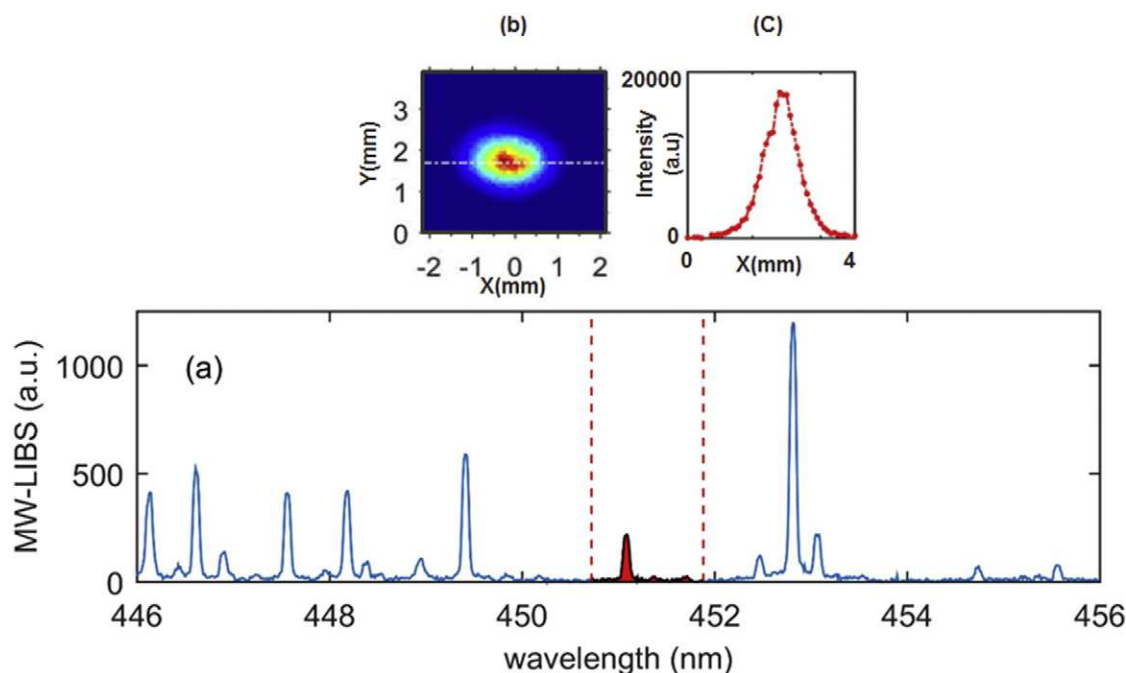 (b)
(C)
3
2
1
0
Y(mm)
-2 -1 0 1 2
X(mm)
20000
0
Intensity
(a.u)
0 4
X(mm)
(a)
1000
500
0
MW-LIBS (a.u.)
446 448 450 452 454 456
wavelength (nm)